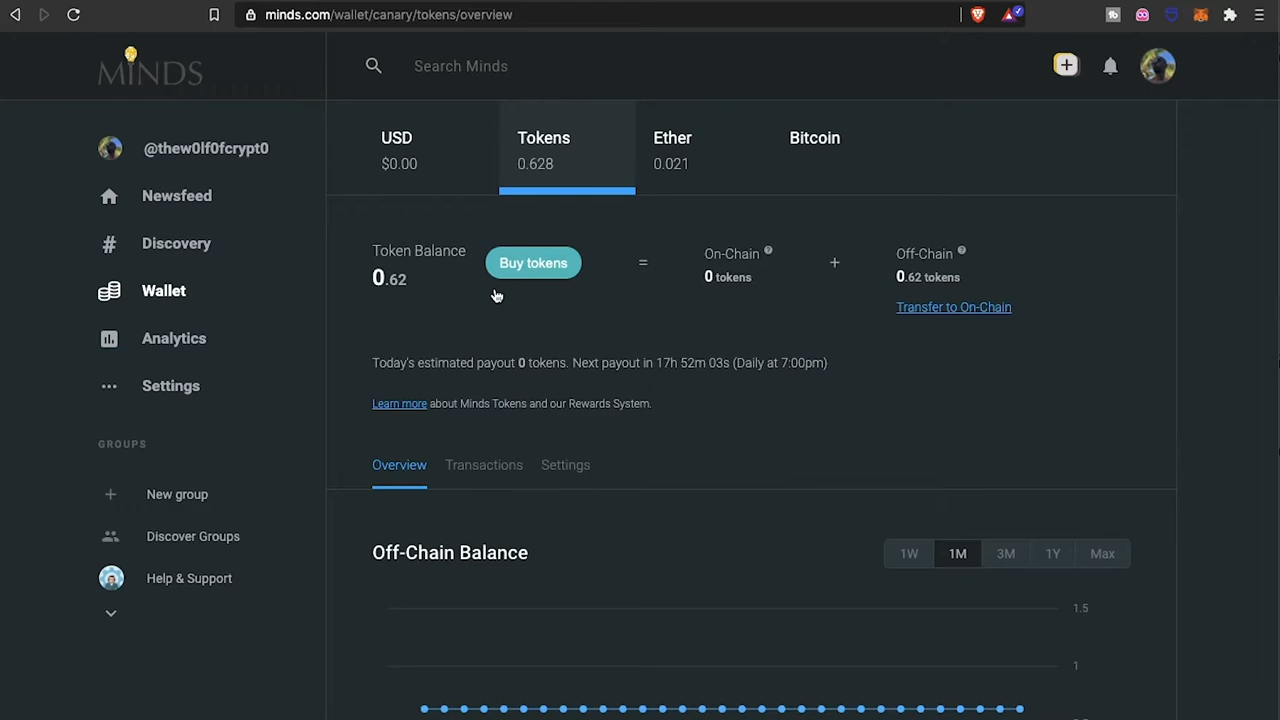 minds.com/wallet/canary/tokens/overview
MINDS
Search Minds
@thew0lf0fcrypt0
Newsfeed
Discovery
Wallet
Analytics
Settings
GROUPS
New group
Discover Groups
Help & Support
USD
$0.00
Tokens
0.628
Ether
0.021
Bitcoin
Token Balance
0.62
Buy tokens
=
On-Chain ?
0 tokens
+
Off-Chain ?
0.62 tokens
Transfer to On-Chain
Today's estimated payout 0 tokens. Next payout in 17h 52m 03s (Daily at 7:00pm)
Learn more about Minds Tokens and our Rewards System.
Overview Transactions Settings
Off-Chain Balance
1W 1M 3M 1Y Max
1.5
1